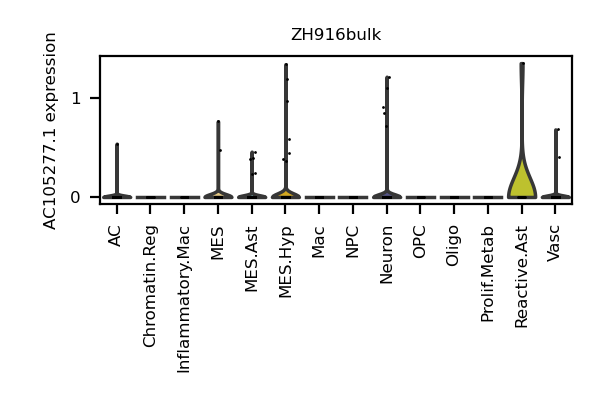 ZH916bulk
AC105277.1 expression
1
0
AC
Chromatin.Reg
Inflammatory.Mac
MES
MES.Ast
MES.Hyp
Mac
NPC
Neuron
OPC
Oligo
Prolif.Metab
Reactive.Ast
Vasc